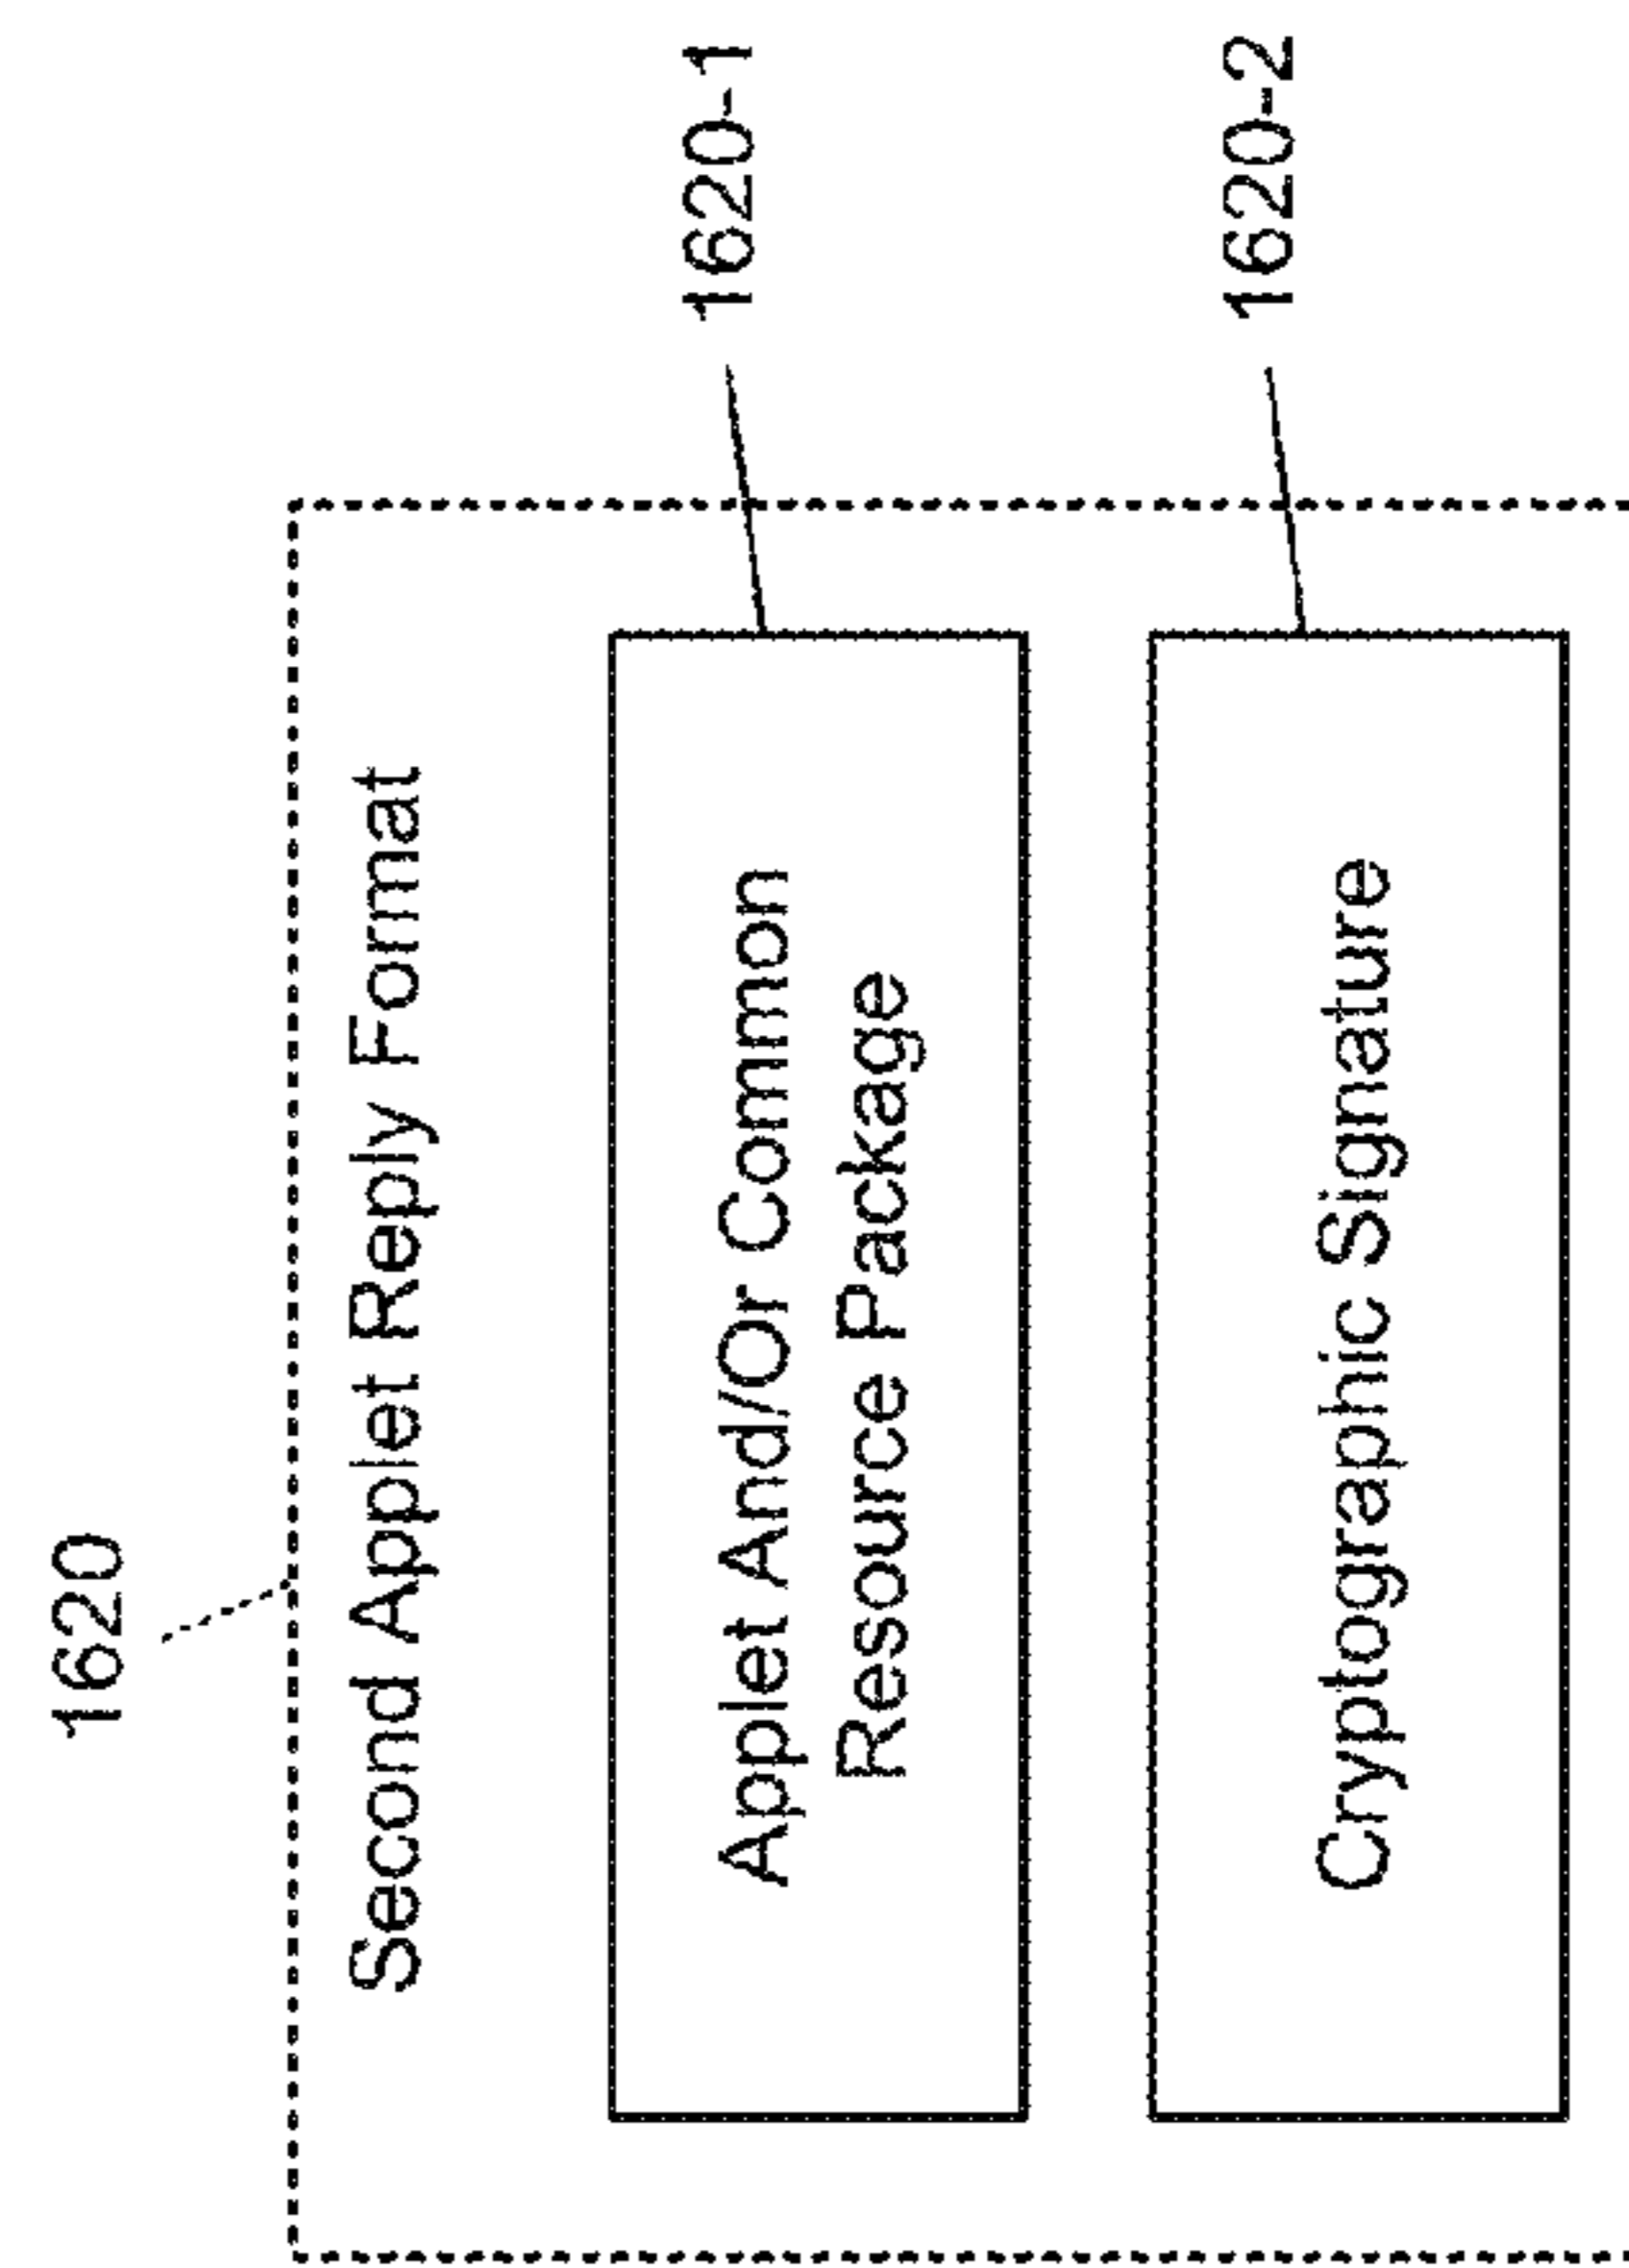 1620
Second Applet Reply Format
Applet And/Or Common
Resource Package
1620-1
Cryptographic Signature
1620-2